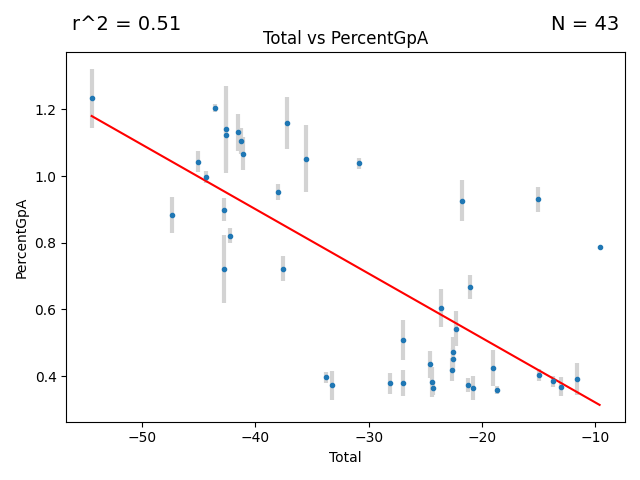 r^2 = 0.51
N = 43
Total vs PercentGpA
1.2
1.0
0.8
0.6
0.4
PercentGpA
−50
−40
−30
−20
−10
Total